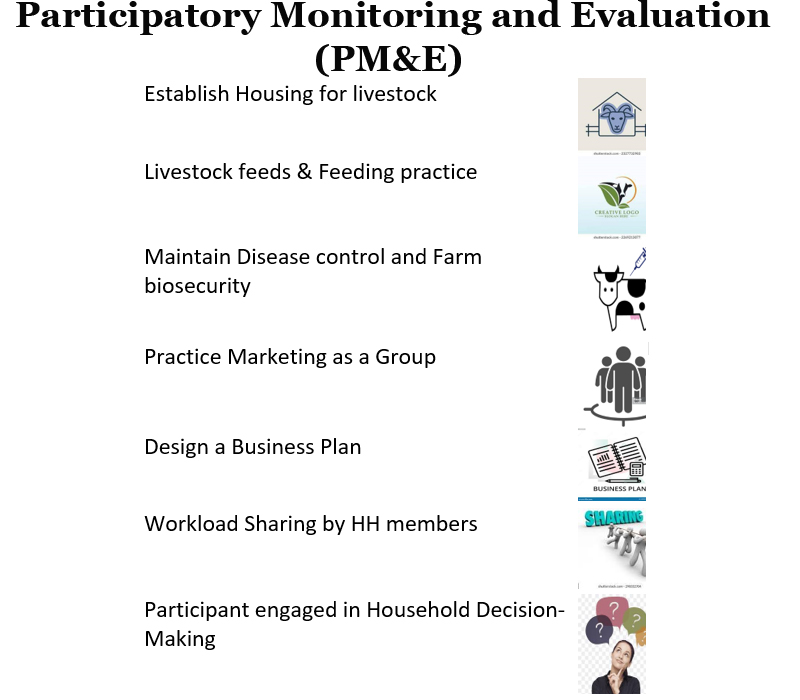 Participatory Monitoring and Evaluation
(PM&E)
Establish Housing for livestock
Livestock feeds & Feeding practice
CREATIVE LOGO
Maintain Disease control and Farm
biosecurity
Practice Marketing as a Group
Design a Business Plan
BUSINESS PLAN
Workload Sharing by HH members
SHARING
Participant engaged in Household Decision-
Making
? ? ?